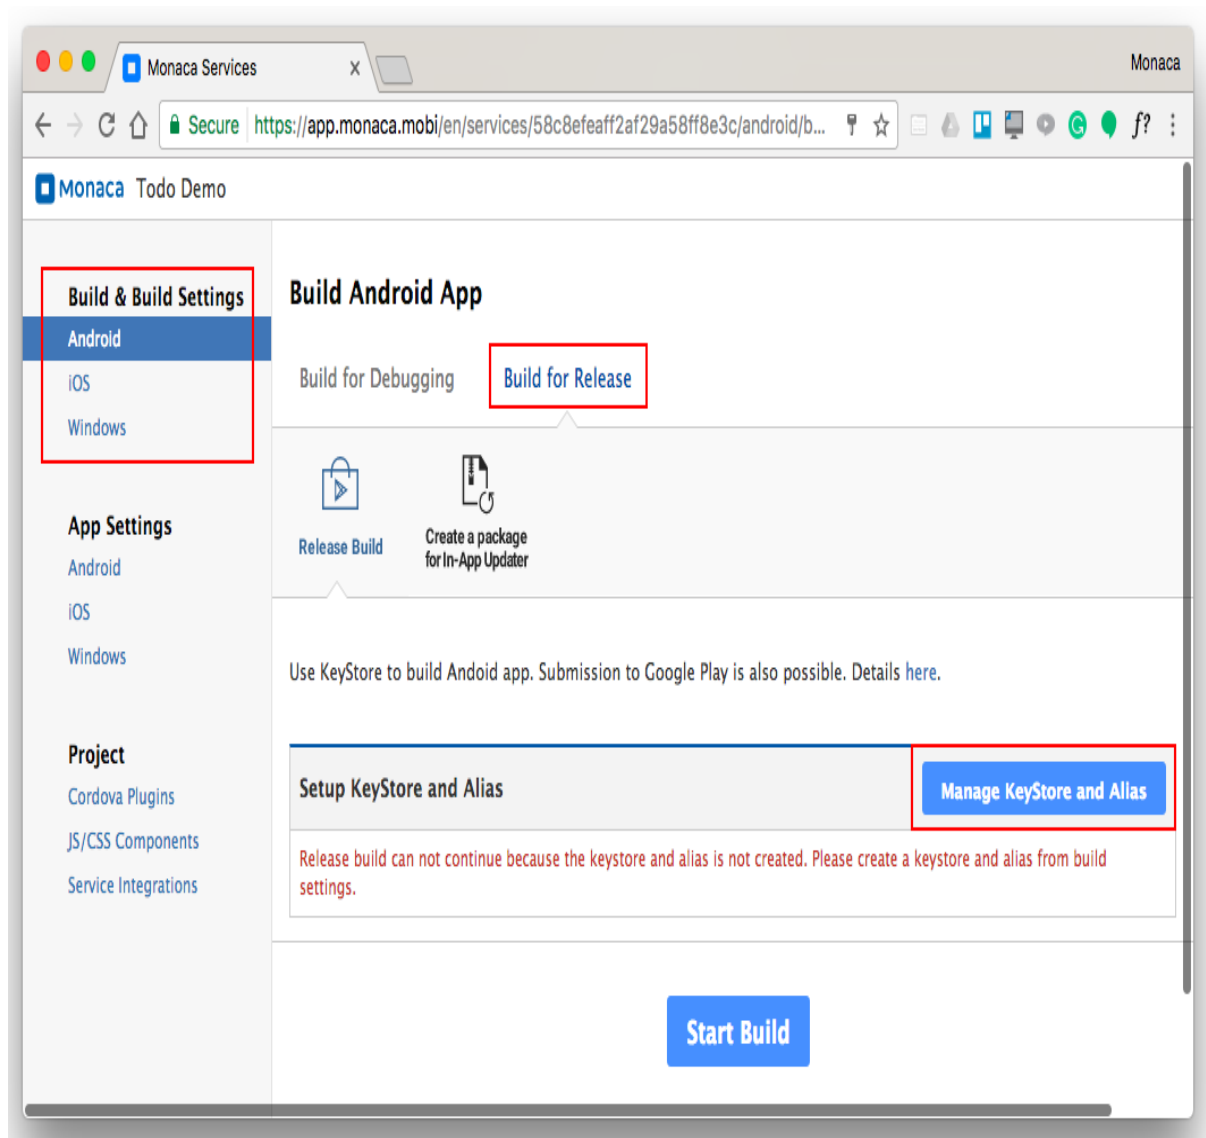 Monaca Services
Monaca
Secure https://app.monaca.mobi/en/services/58c8efeaff2af29a58ff8e3c/android/b...
f?
Monaca Todo Demo
Build & Build Settings
Android
iOS
Windows
App Settings
Android
iOS
Windows
Project
Cordova Plugins
JS/CSS Components
Service Integrations
Build Android App
Build for Debugging Build for Release
Release Build
Create a package
for In-App Updater
Use KeyStore to build Andoid app. Submission to Google Play is also possible. Details here.
Setup KeyStore and Alias
Manage KeyStore and Alias
Release build can not continue because the keystore and alias is not created. Please create a keystore and alias from build
settings.
Start Build